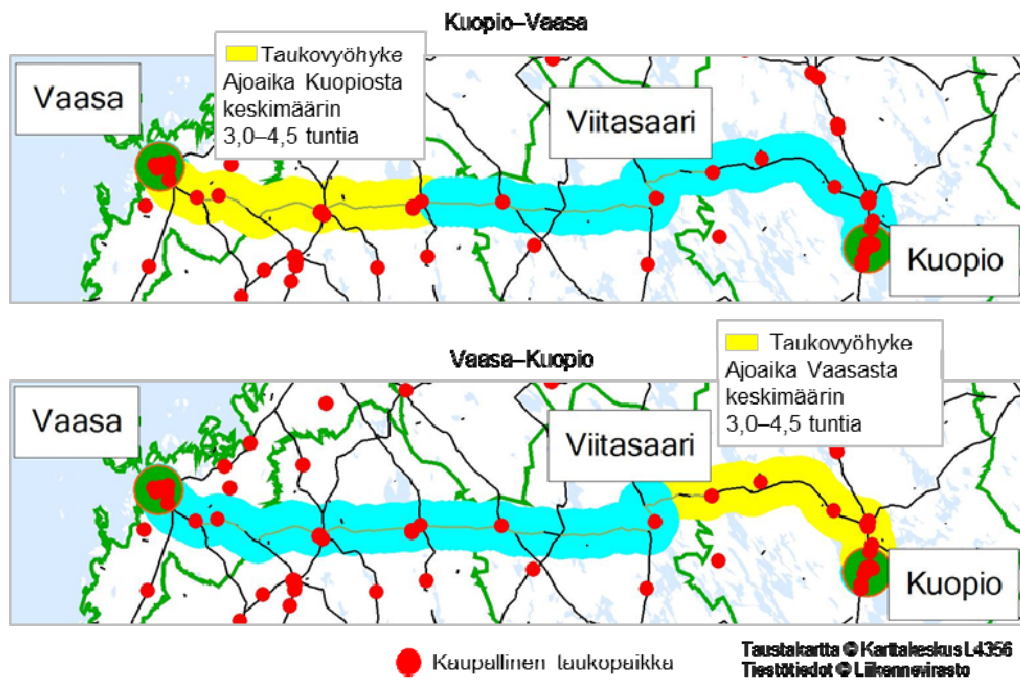 Kuopio–Vaasa
Taukovyöhyke
Ajoaika Kuopiosta
keskimäärin
3,0–4,5 tuntia
Vaasa
Viitasaari
Kuopio
Vaasa–Kuopio
Taukovyöhyke
Ajoaika Vaasasta
keskimäärin
3,0–4,5 tuntia
Vaasa
Viitasaari
Kuopio
Kaupallinen taukopaikka
Taustakartta © Karttakeskus L4356
Tiestötiedot © Liikennevirasto